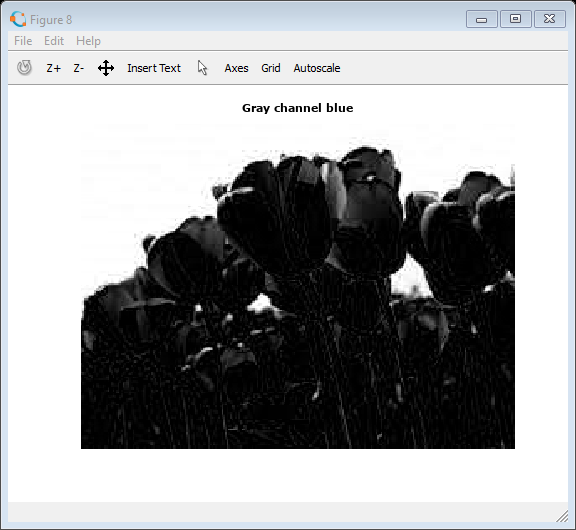 Figure 8
File Edit Help
Z+ Z- Insert Text Axes Grid Autoscale
Gray channel blue